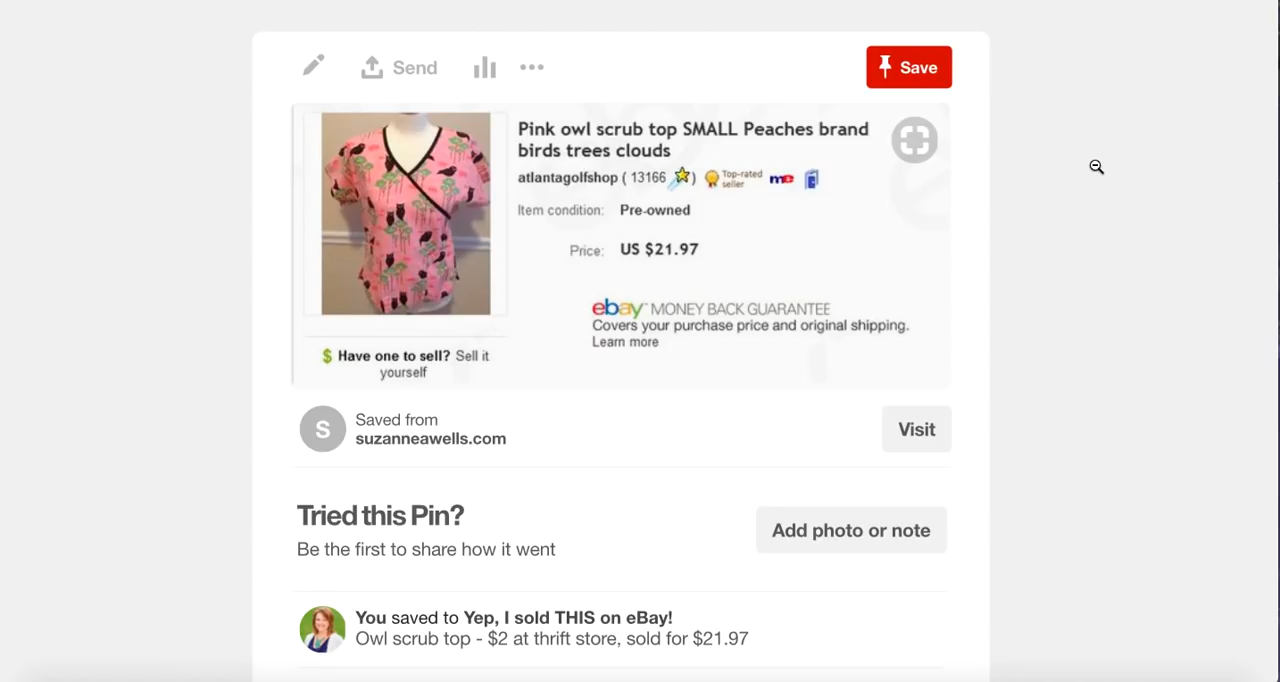 Send
Save
Pink owl scrub top SMALL Peaches brand
birds trees clouds
atlantagolfshop ( 13166 ) Top-rated seller me
Item condition: Pre-owned
Price: US $21.97
ebay™ MONEY BACK GUARANTEE
Covers your purchase price and original shipping.
Learn more
$ Have one to sell? Sell it
yourself
S
Saved from
suzanneawells.com
Visit
Tried this Pin?
Be the first to share how it went
Add photo or note
You saved to Yep, I sold THIS on eBay!
Owl scrub top - $2 at thrift store, sold for $21.97